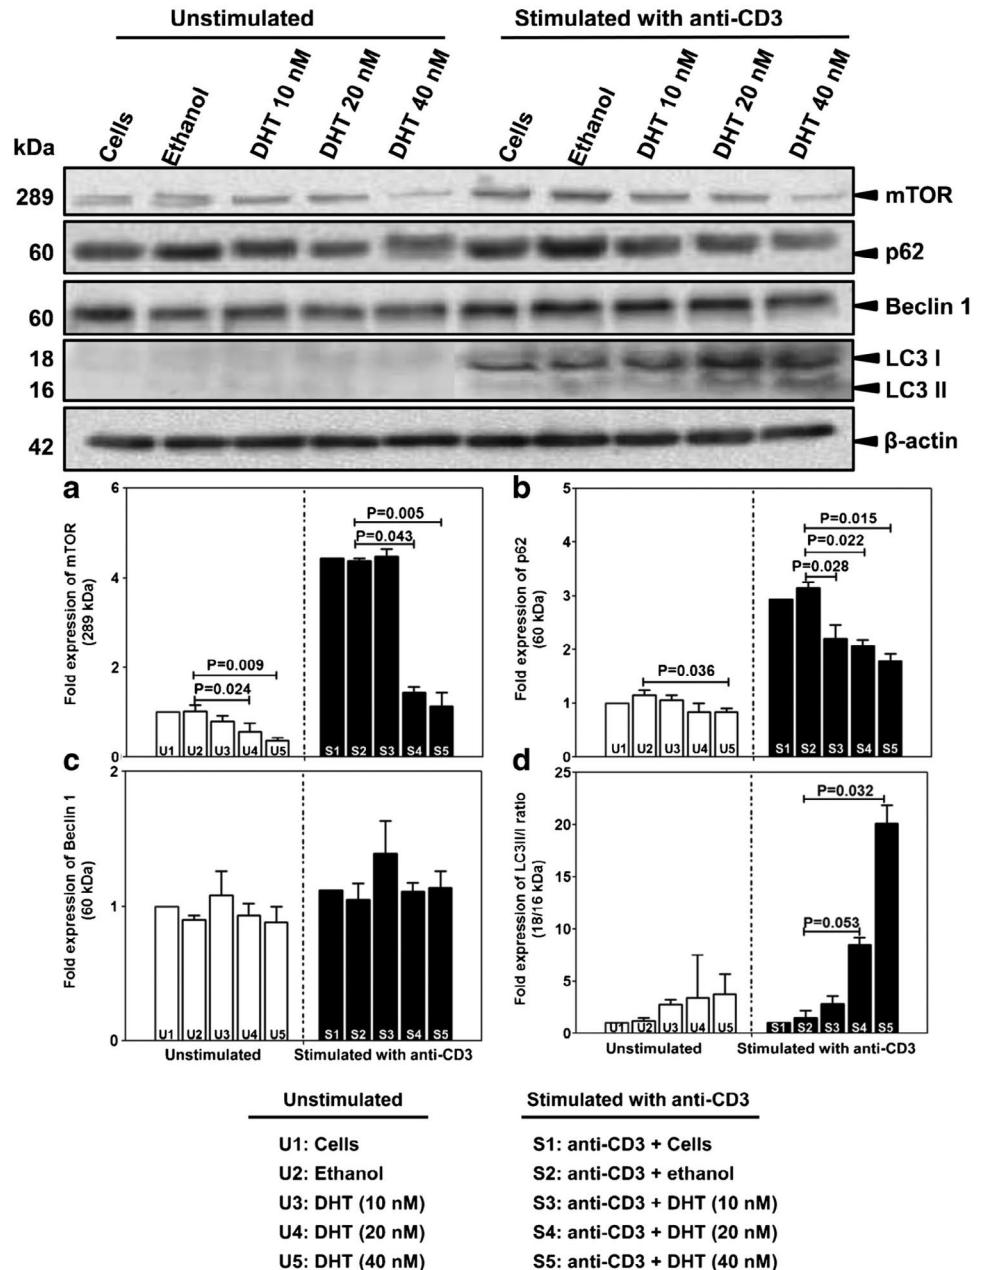 Unstimulated Stimulated with anti-CD3
Cells Ethanol DHT 10 nM DHT 20 nM DHT 40 nM Cells Ethanol DHT 10 nM DHT 20 nM DHT 40 nM
kDa
289 mTOR
60 p62
60 Beclin 1
18 LC3 I
16 LC3 II
42 β-actin
a
Fold expression of mTOR
(289 kDa)
6
4
2
0
P=0.009
P=0.024
P=0.005
P=0.043
U1 U2 U3 U4 U5 S1 S2 S3 S4 S5
b
Fold expression of p62
(60 kDa)
5
4
3
2
1
0
P=0.036
P=0.015
P=0.022
P=0.028
U1 U2 U3 U4 U5 S1 S2 S3 S4 S5
c
Fold expression of Beclin 1
(60 kDa)
2
1
0
U1 U2 U3 U4 U5 S1 S2 S3 S4 S5
Unstimulated Stimulated with anti-CD3
d
Fold expression of LC3II/I ratio
(18/16 kDa)
25
20
15
10
5
0
P=0.032
P=0.053
U1 U2 U3 U4 U5 S1 S2 S3 S4 S5
Unstimulated Stimulated with anti-CD3
Unstimulated Stimulated with anti-CD3
U1: Cells S1: anti-CD3 + Cells
U2: Ethanol S2: anti-CD3 + ethanol
U3: DHT (10 nM) S3: anti-CD3 + DHT (10 nM)
U4: DHT (20 nM) S4: anti-CD3 + DHT (20 nM)
U5: DHT (40 nM) S5: anti-CD3 + DHT (40 nM)